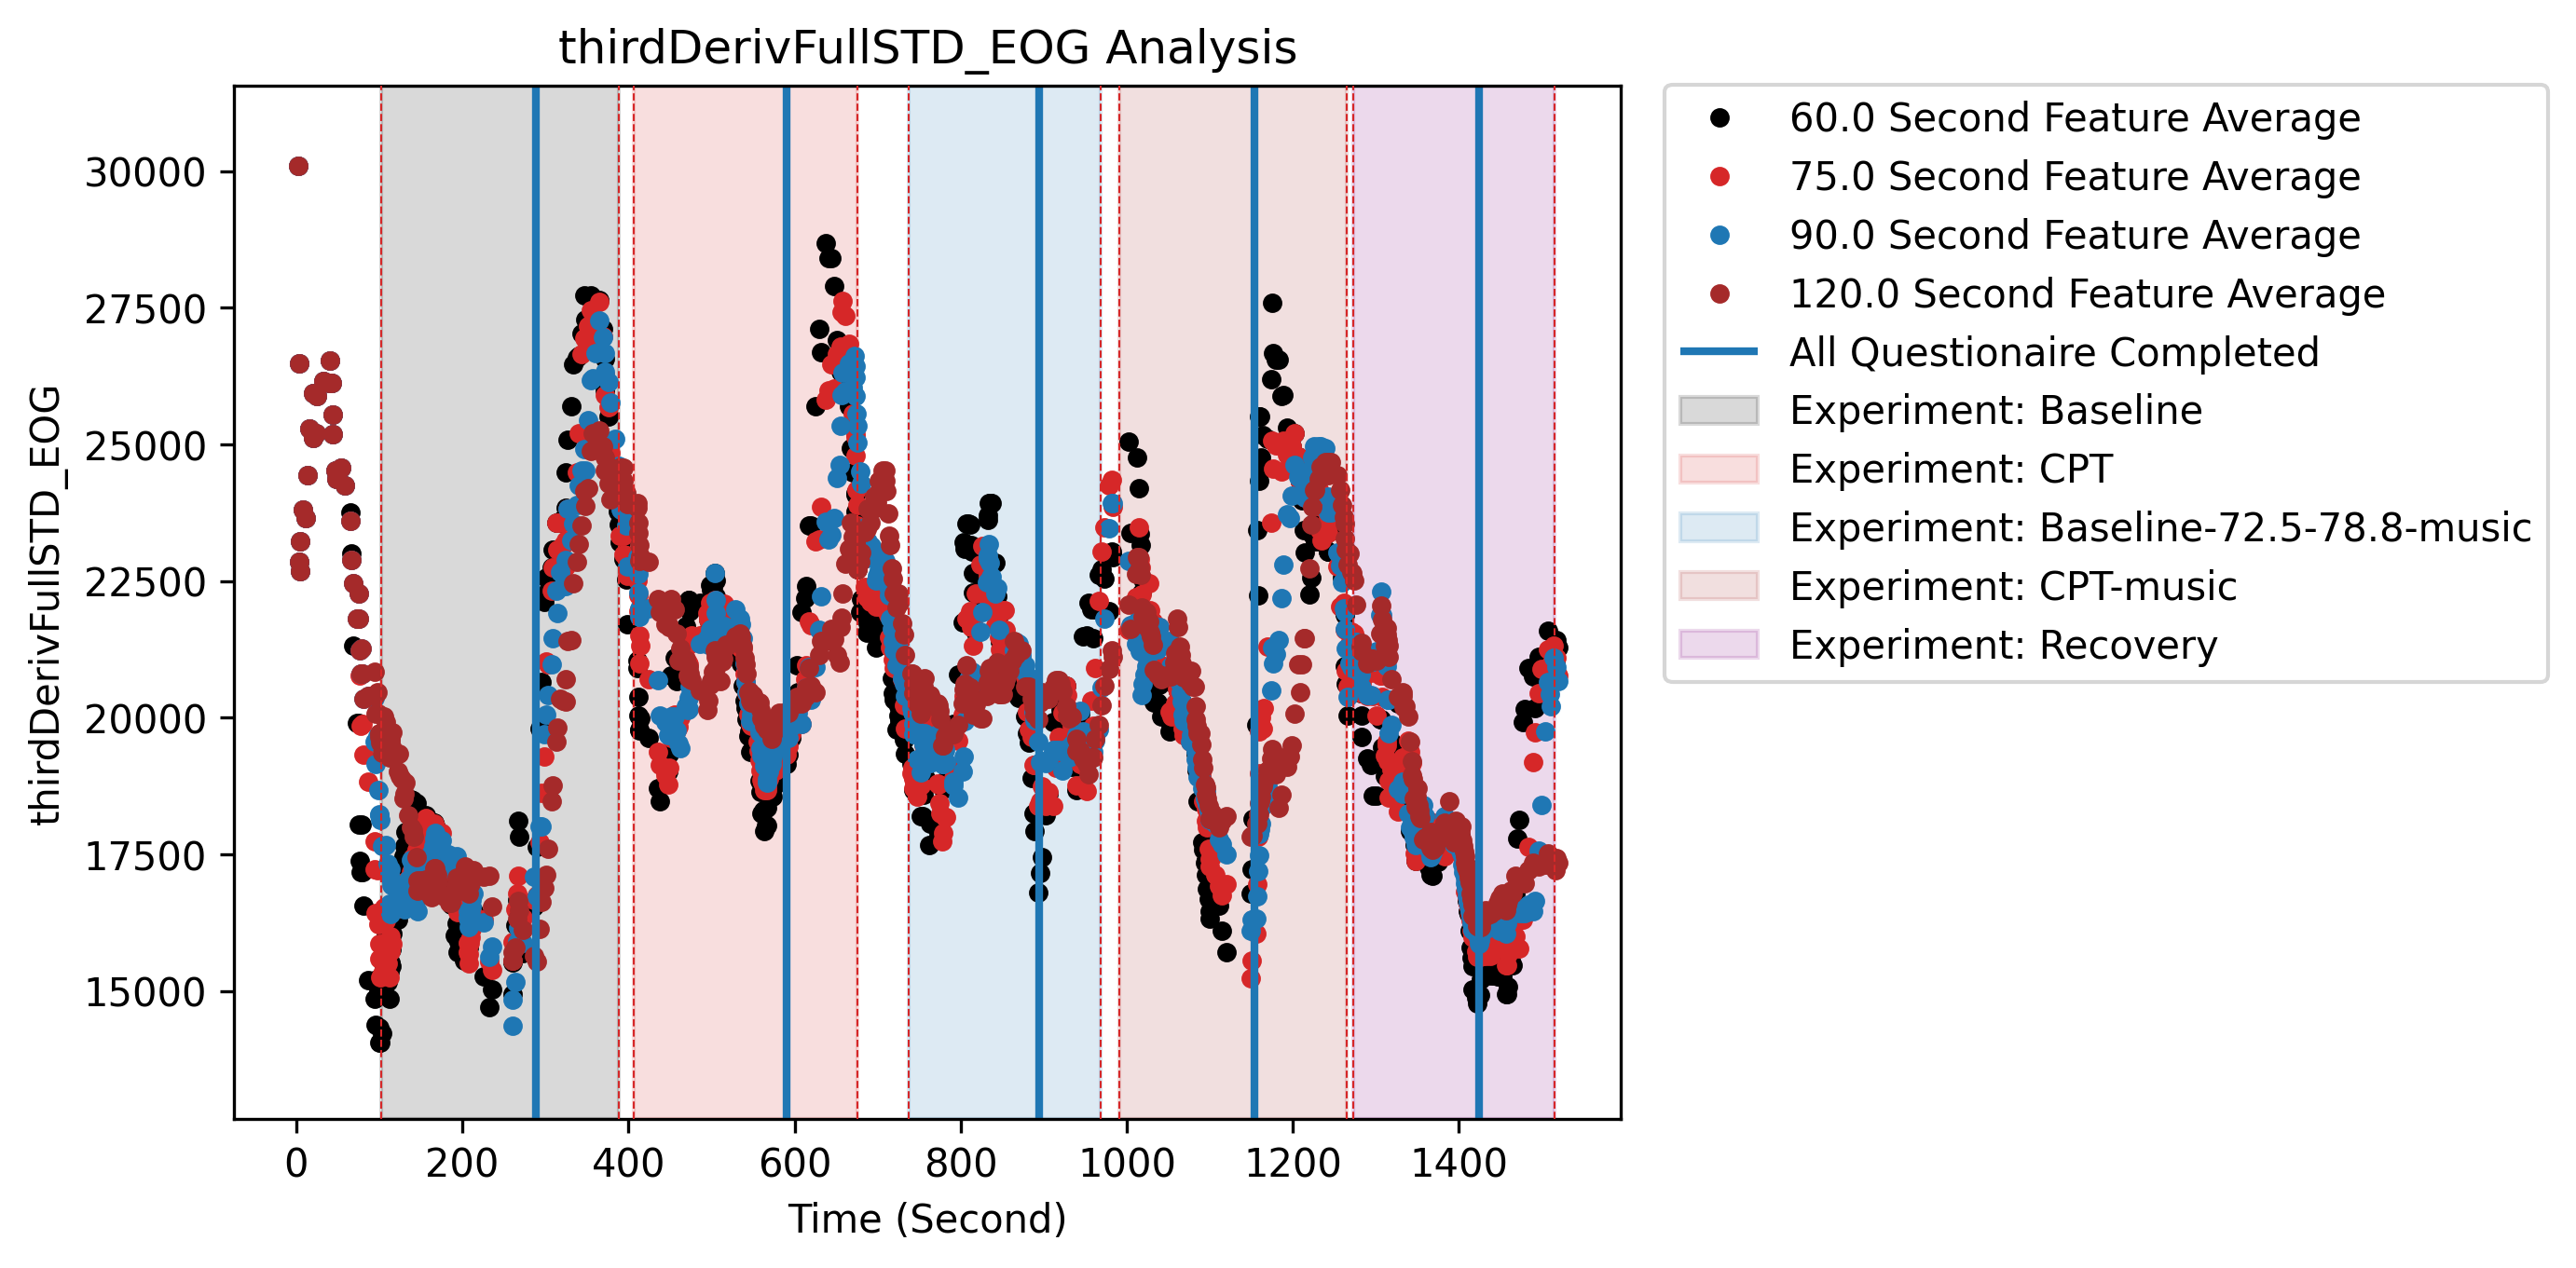 thirdDerivFullSTD_EOG Analysis
thirdDerivFullSTD_EOG
30000
27500
25000
22500
20000
17500
15000
0 200 400 600 800 1000 1200 1400
Time (Second)
60.0 Second Feature Average
75.0 Second Feature Average
90.0 Second Feature Average
120.0 Second Feature Average
All Questionaire Completed
Experiment: Baseline
Experiment: CPT
Experiment: Baseline-72.5-78.8-music
Experiment: CPT-music
Experiment: Recovery